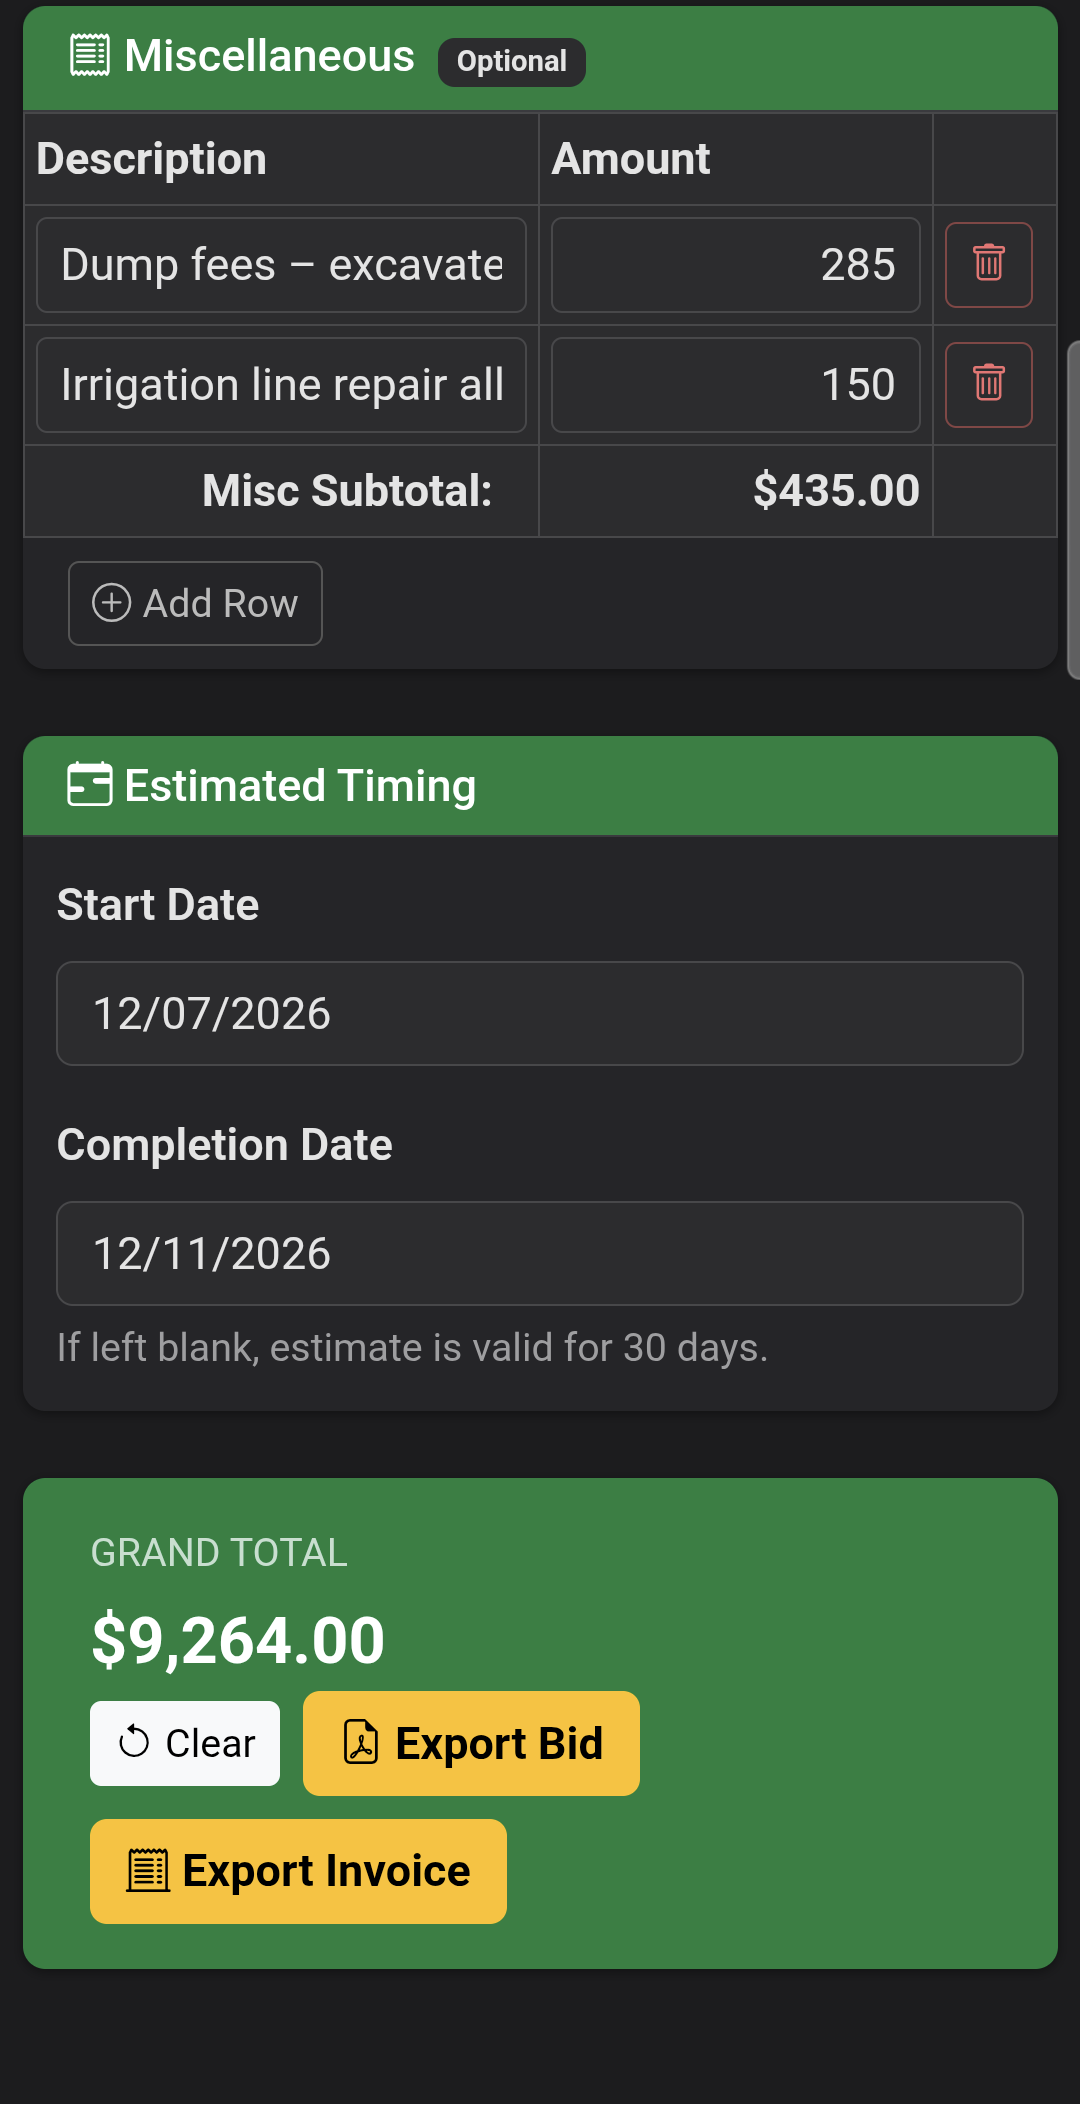 Miscellaneous Optional
Description Amount
Dump fees – excavate 285
Irrigation line repair all 150
Misc Subtotal: $435.00
Add Row
Estimated Timing
Start Date
12/07/2026
Completion Date
12/11/2026
If left blank, estimate is valid for 30 days.
GRAND TOTAL
$9,264.00
Clear Export Bid
Export Invoice